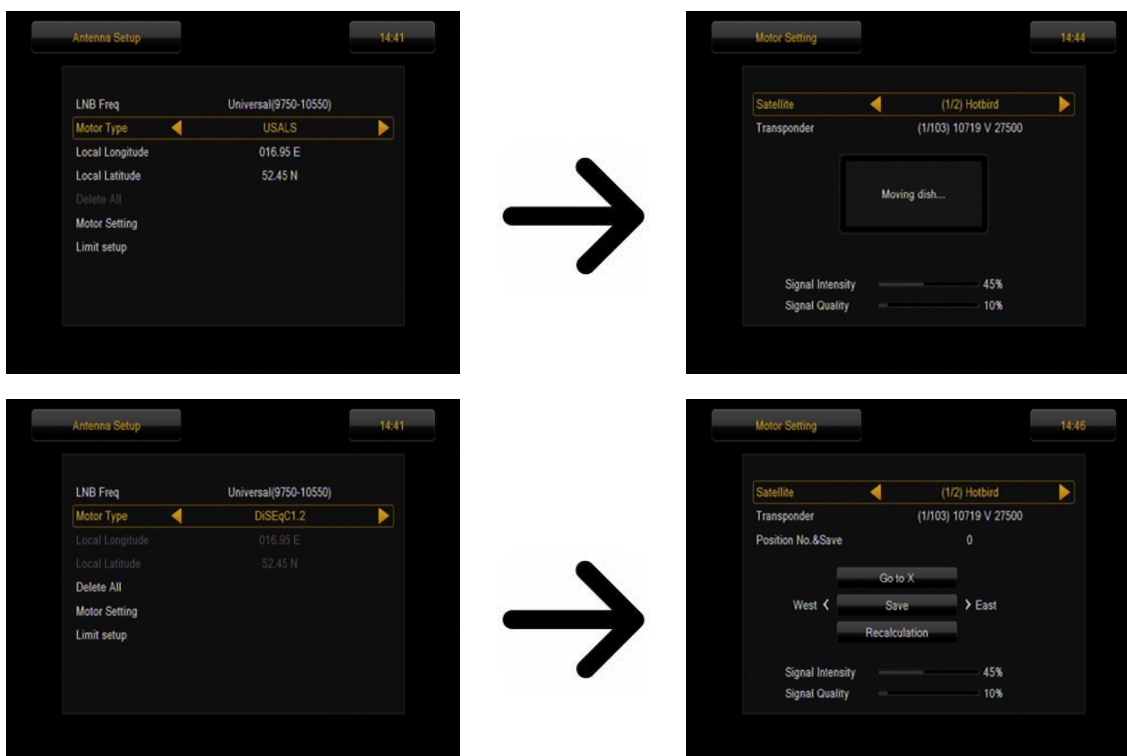 Antenna Setup 14:41
LNB Freq Universal(9750-10550)
Motor Type USALS
Local Longitude 016.95 E
Local Latitude 52.45 N
Delete All
Motor Setting
Limit setup
Motor Setting 14:44
Satellite (1/2) Hotbird
Transponder (1/103) 10719 V 27500
Moving dish...
Signal Intensity 45%
Signal Quality 10%
Antenna Setup 14:41
LNB Freq Universal(9750-10550)
Motor Type DiSEqC1.2
Local Longitude 016.95 E
Local Latitude 52.45 N
Delete All
Motor Setting
Limit setup
Motor Setting 14:46
Satellite (1/2) Hotbird
Transponder (1/103) 10719 V 27500
Position No.&Save 0
Go to X
West < Save > East
Recalculation
Signal Intensity 45%
Signal Quality 10%